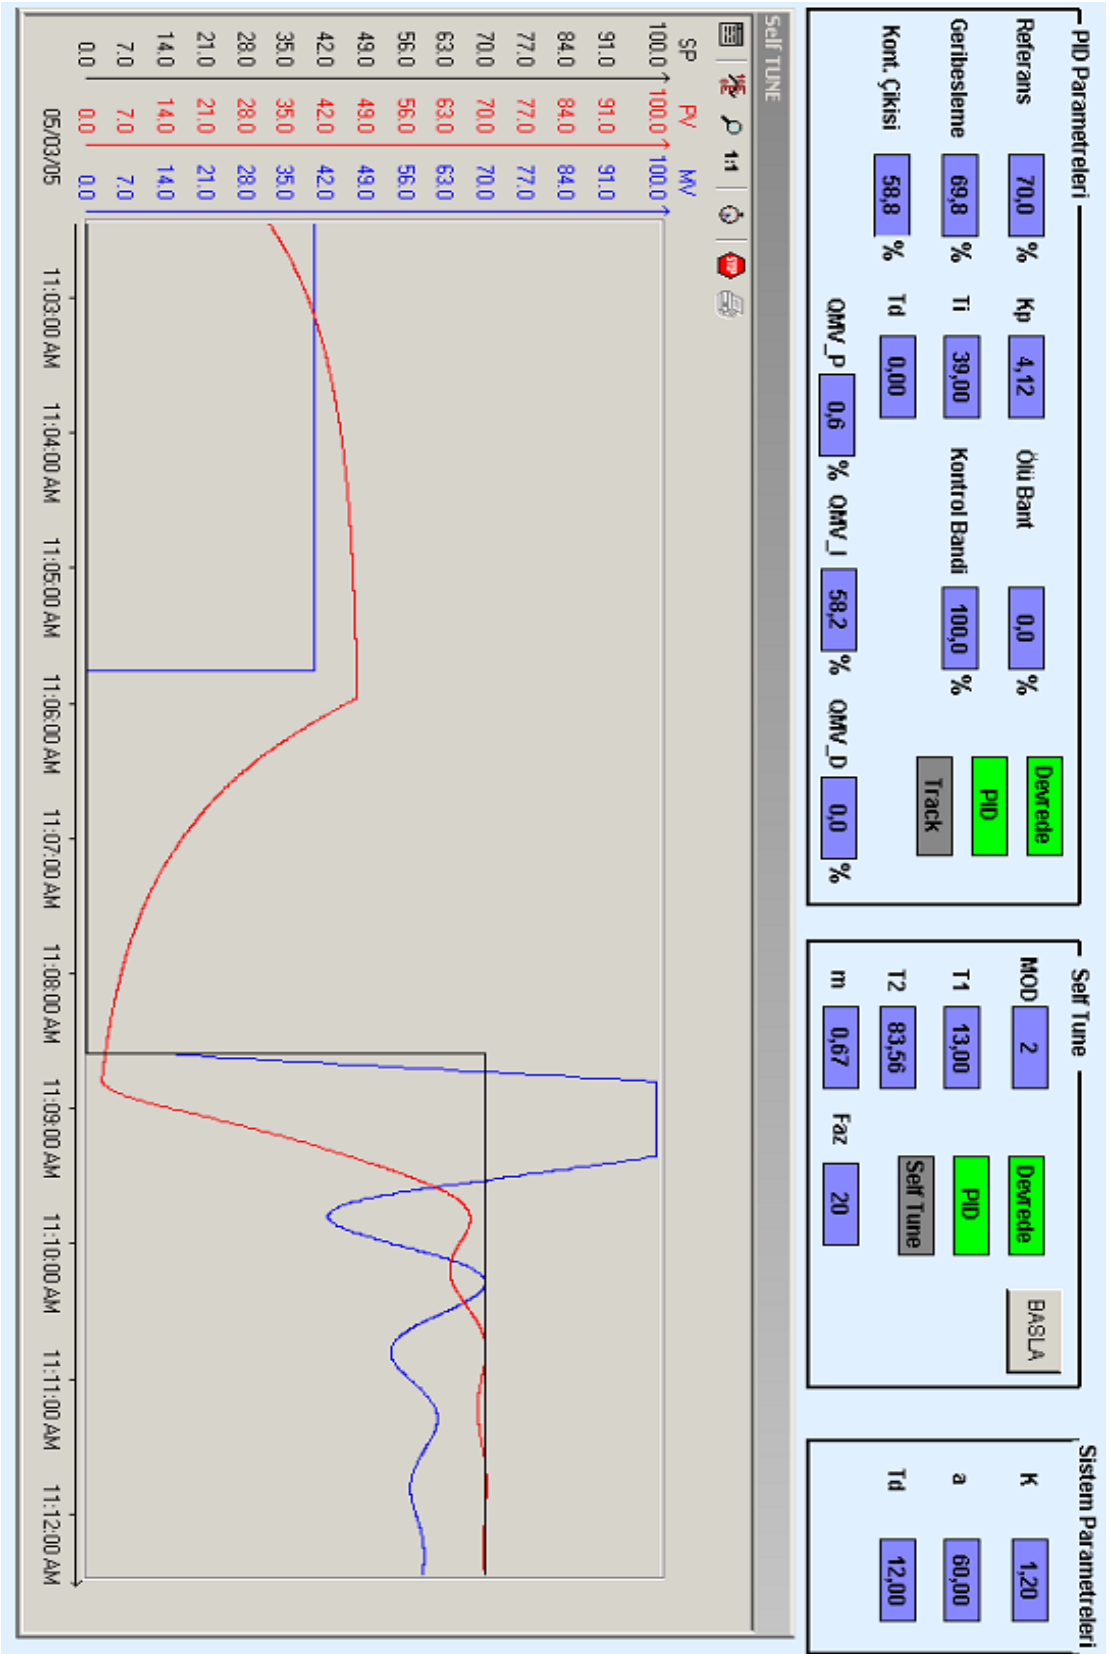 PID Parametreleri
Referans 70,0 % Kp 4,12 Ölü Bant 0,0 % Devrede
Geribesleme 69,8 % Ti 39,00 Kontrol Bandi 100,0 % PID
Kont. Çikisi 58,8 % Td 0,00 Track
QMV_P 0,6 % QMV_I 58,2 % QMV_D 0,0 %
Self Tune
MOD 2 Devrede BASLA
T1 13,00 PID
T2 83,56 Self Tune
m 0,67 Faz 20
Sistem Parametreleri
K 1,20
a 60,00
Td 12,00
Self TUNE
1:1 STOP
SP PV MV
100.0 100.0 100.0
91.0 91.0 91.0
84.0 84.0 84.0
77.0 77.0 77.0
70.0 70.0 70.0
63.0 63.0 63.0
56.0 56.0 56.0
49.0 49.0 49.0
42.0 42.0 42.0
35.0 35.0 35.0
28.0 28.0 28.0
21.0 21.0 21.0
14.0 14.0 14.0
7.0 7.0 7.0
0.0 0.0 0.0
05/03/05 11:03:00 AM 11:04:00 AM 11:05:00 AM 11:06:00 AM 11:07:00 AM 11:08:00 AM 11:09:00 AM 11:10:00 AM 11:11:00 AM 11:12:00 AM